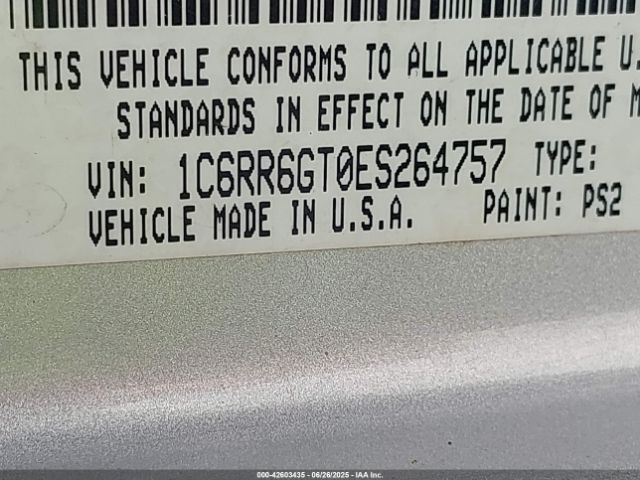 THIS VEHICLE CONFORMS TO ALL APPLICABLE U.
STANDARDS IN EFFECT ON THE DATE OF M
VIN: 1C6RR6GT0ES264757 TYPE:
VEHICLE MADE IN U.S.A. PAINT: PS2
000-42603435 - 06/26/2025 - IAA Inc.